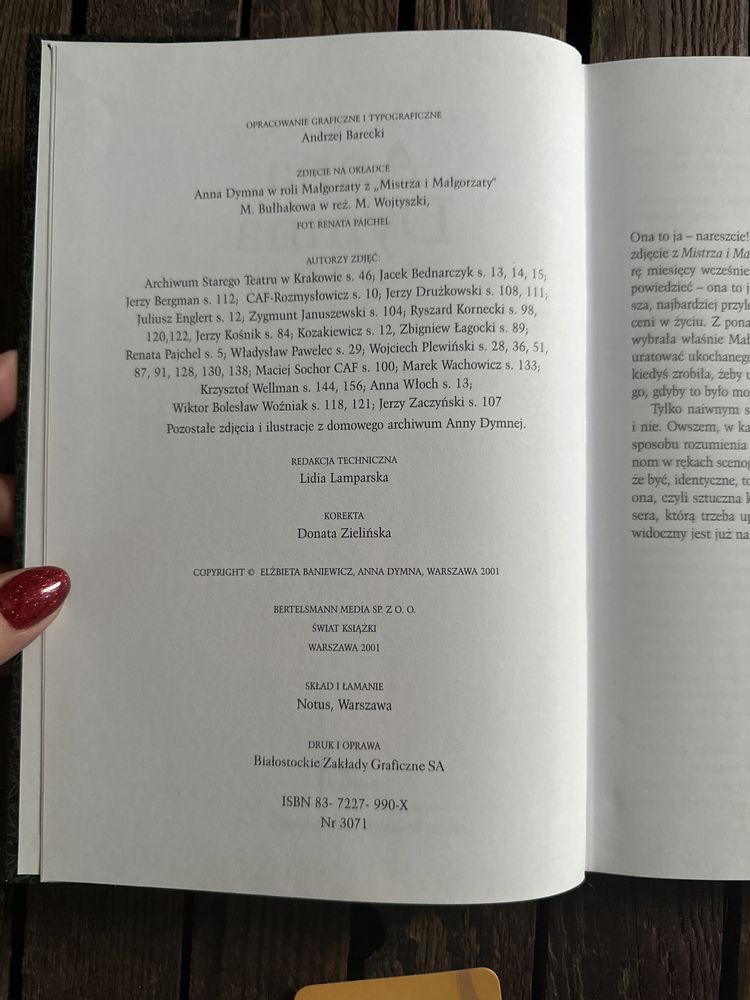 OPRACOWANIE GRAFICZNE I TYPOGRAFICZNE
Andrzej Barecki
ZDJĘCIE NA OKŁADCE
Anna Dymna w roli Małgorzaty z „Mistrza i Małgorzaty"
M. Bułhakowa w reż. M. Wojtyszki,
FOT. RENATA PAJCHEL
AUTORZY ZDJĘĆ:
Archiwum Starego Teatru w Krakowie s. 46; Jacek Bednarczyk s. 13, 14, 15;
Jerzy Bergman s. 112; CAF-Rozmysłowicz s. 10; Jerzy Drużkowski s. 108, 111;
Juliusz Englert s. 12; Zygmunt Januszewski s. 104; Ryszard Kornecki s. 98,
120,122, Jerzy Kośnik s. 84; Kozakiewicz s. 12, Zbigniew Łagocki s. 89;
Renata Pajchel s. 5; Władysław Pawelec s. 29; Wojciech Plewiński s. 28, 36, 51,
87, 91, 128, 130, 138; Maciej Sochor CAF s. 100; Marek Wachowicz s. 133;
Krzysztof Wellman s. 144, 156; Anna Włoch s. 13;
Wiktor Bolesław Woźniak s. 118, 121; Jerzy Zaczyński s. 107
Pozostałe zdjęcia i ilustracje z domowego archiwum Anny Dymnej.
REDAKCJA TECHNICZNA
Lidia Lamparska
KOREKTA
Donata Zielińska
COPYRIGHT © ELŻBIETA BANIEWICZ, ANNA DYMNA, WARSZAWA 2001
BERTELSMANN MEDIA SP. Z O. O.
ŚWIAT KSIĄŻKI
WARSZAWA 2001
SKŁAD I ŁAMANIE
Notus, Warszawa
DRUK I OPRAWA
Białostockie Zakłady Graficzne SA
ISBN 83- 7227- 990-X
Nr 3071
Ona to ja – nareszcie!
zdjęcie z Mistrza i Ma
rę miesięcy wcześnie
powiedzieć – ona to j
sza, najbardziej przyl
ceni w życiu. Z pona
wybrała właśnie Mał
uratować ukochanego
kiedyś zrobiła, żeby u
go, gdyby to było mo
Tylko naiwnym s
i nie. Owszem, w ka
sposobu rozumienia
nom w rękach scenog
że być, identyczne, to
ona, czyli sztuczna k
sera, którą trzeba up
widoczny jest już na